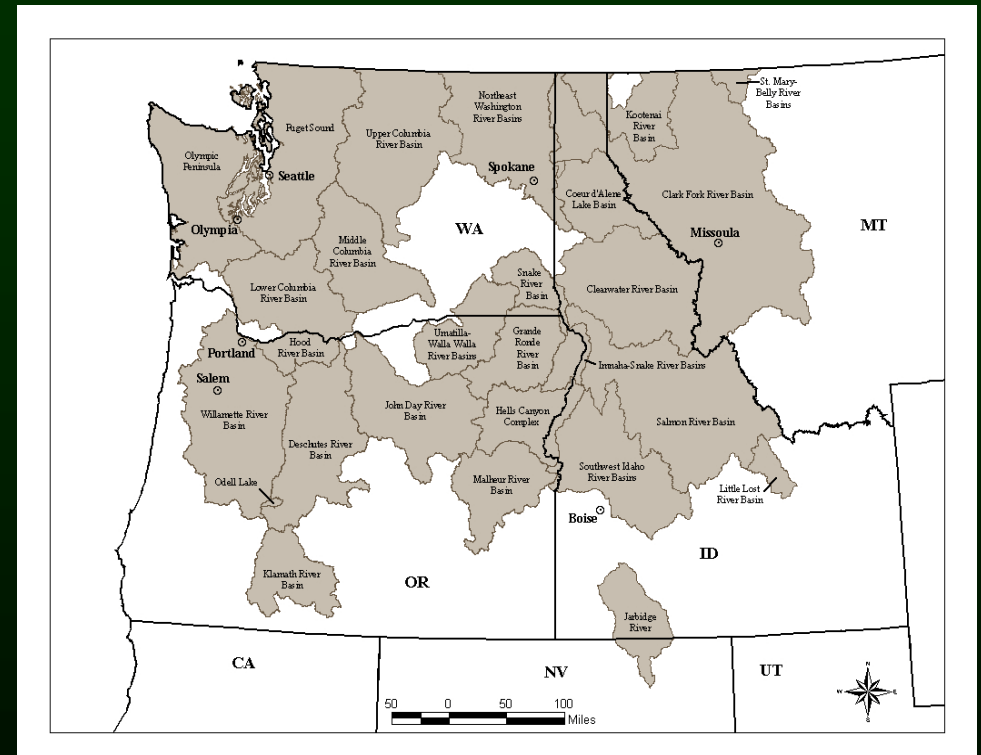 St. Mary-
Belly River
Basins
Northeast
Washington
River Basins
Kootenai
River
Basin
Puget Sound
Upper Columbia
River Basin
Olympic
Peninsula
Spokane
Seattle
Coeur d'Alene
Lake Basin
Clark Fork River Basin
Olympia
WA
Missoula
MT
Middle
Columbia
River Basin
Snake
River
Basin
Lower Columbia
River Basin
Clearwater River Basin
Umatilla-
Walla Walla
River Basins
Grande
Ronde
River
Basin
Hood
River Basin
Portland
Imnaha-Snake River Basins
Salem
John Day River
Basin
Hells Canyon
Complex
Willamette River
Basin
Salmon River Basin
Deschutes River
Basin
Malheur River
Basin
Southwest Idaho
River Basins
Odell Lake
Little Lost
River Basin
Boise
ID
Klamath River
Basin
OR
Jarbidge
River
CA
NV
UT
N
W
E
S
50 0 50 100
Miles